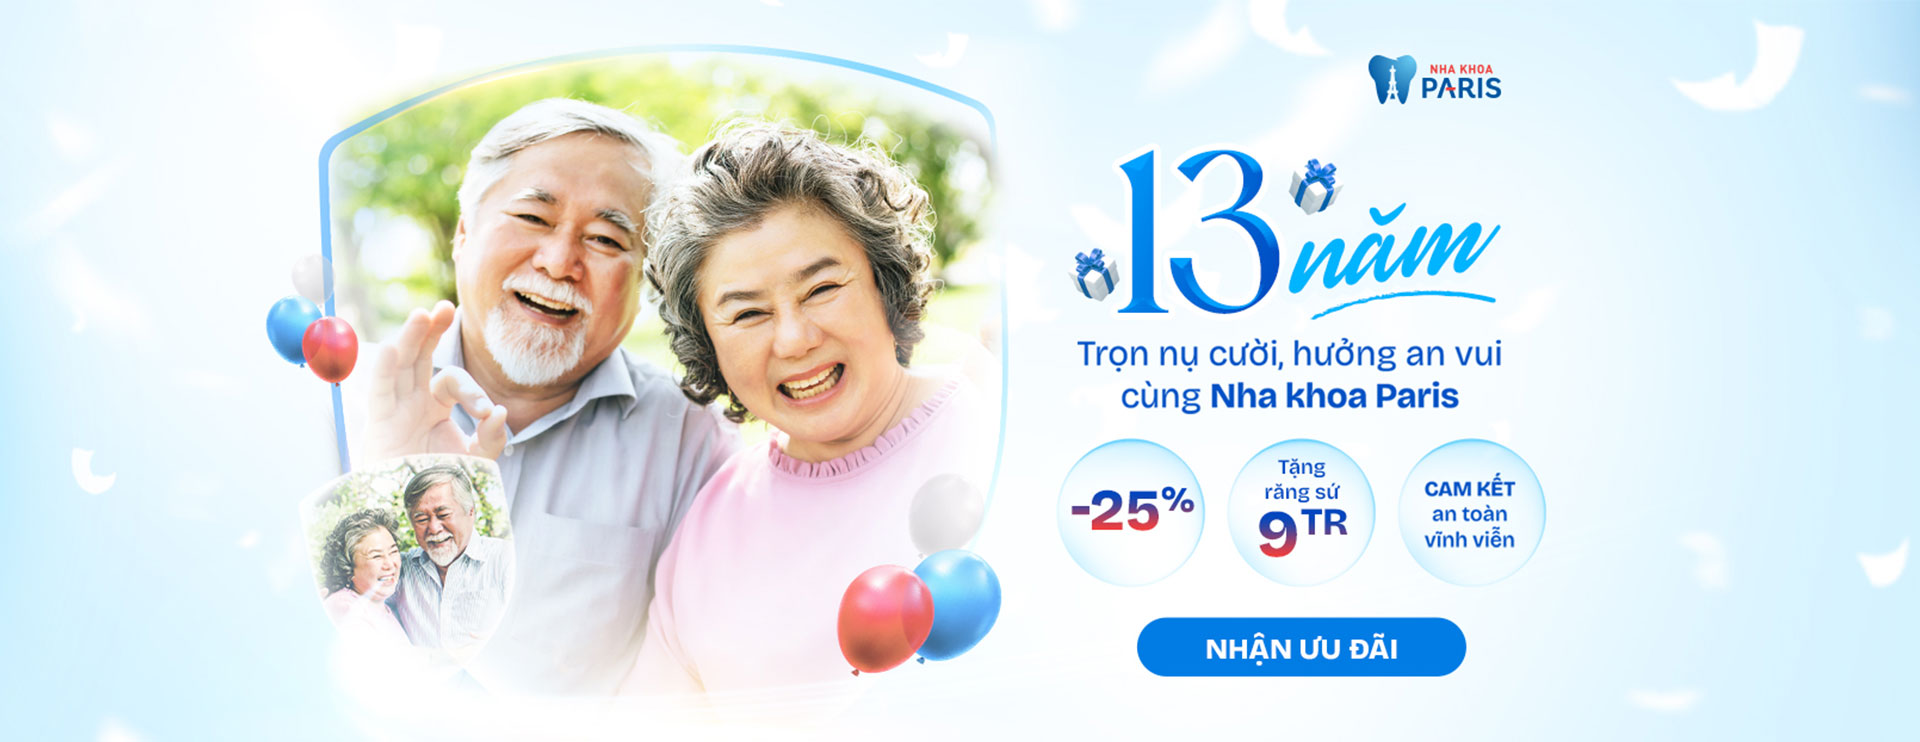 NHA KHOA
PARIS
13 năm
Trọn nụ cười, hưởng an vui
cùng Nha khoa Paris
-25%
Tặng
răng sứ
9TR
CAM KẾT
an toàn
vĩnh viễn
NHẬN ƯU ĐÃI